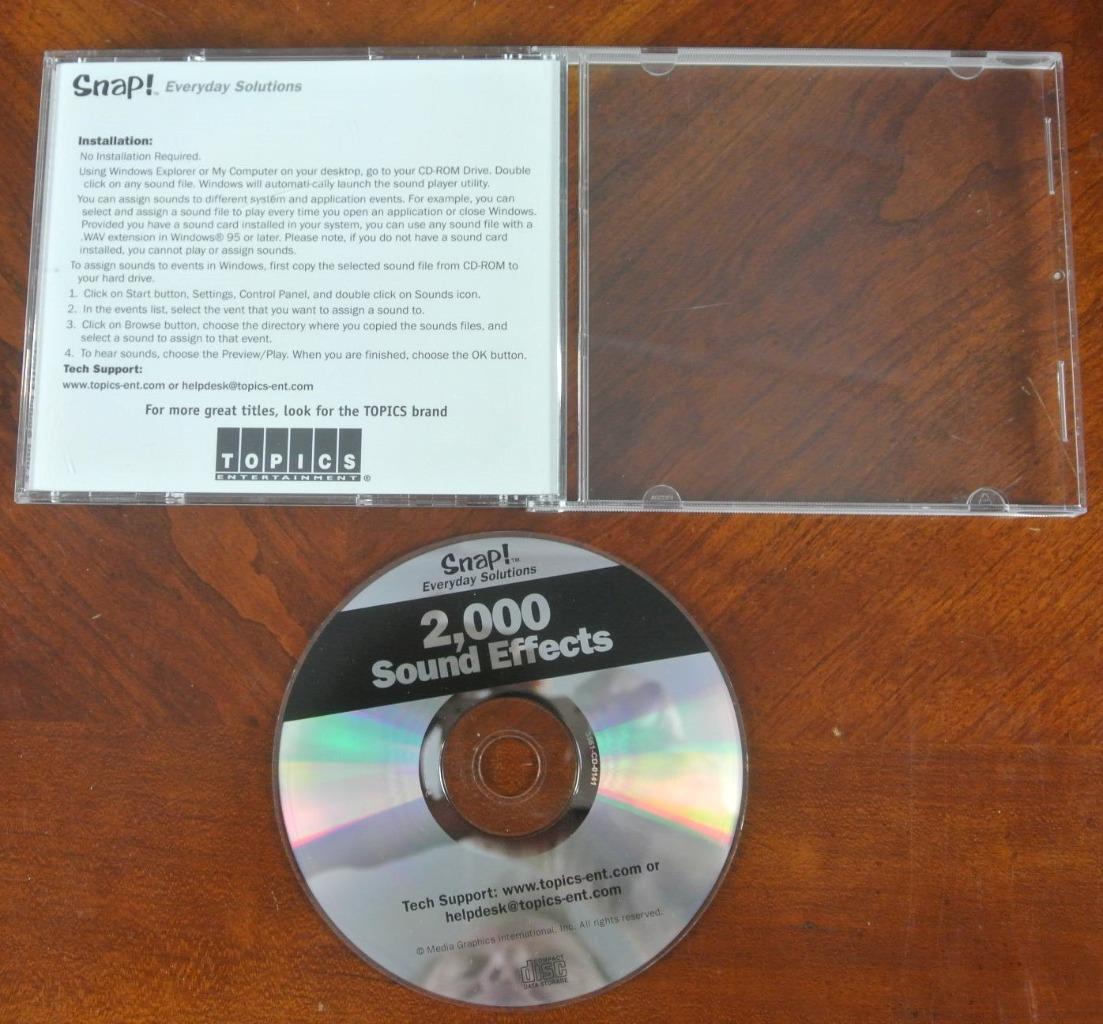 Snap!™ Everyday Solutions
Installation:
No Installation Required.
Using Windows Explorer or My Computer on your desktop, go to your CD-ROM Drive. Double
click on any sound file. Windows will automati-cally launch the sound player utility.
You can assign sounds to different system and application events. For example, you can
select and assign a sound file to play every time you open an application or close Windows.
Provided you have a sound card installed in your system, you can use any sound file with a
.WAV extension in Windows® 95 or later. Please note, if you do not have a sound card
installed, you cannot play or assign sounds.
To assign sounds to events in Windows, first copy the selected sound file from CD-ROM to
your hard drive.
1. Click on Start button, Settings, Control Panel, and double click on Sounds icon.
2. In the events list, select the vent that you want to assign a sound to.
3. Click on Browse button, choose the directory where you copied the sounds files, and
select a sound to assign to that event.
4. To hear sounds, choose the Preview/Play. When you are finished, choose the OK button.
Tech Support:
www.topics-ent.com or helpdesk@topics-ent.com
For more great titles, look for the TOPICS brand
TOPICS
ENTERTAINMENT®
Snap!™
Everyday Solutions
2,000
Sound Effects
Tech Support: www.topics-ent.com or
helpdesk@topics-ent.com
© Media Graphics International, Inc. All rights reserved.
COMPACT
disc
DATA STORAGE